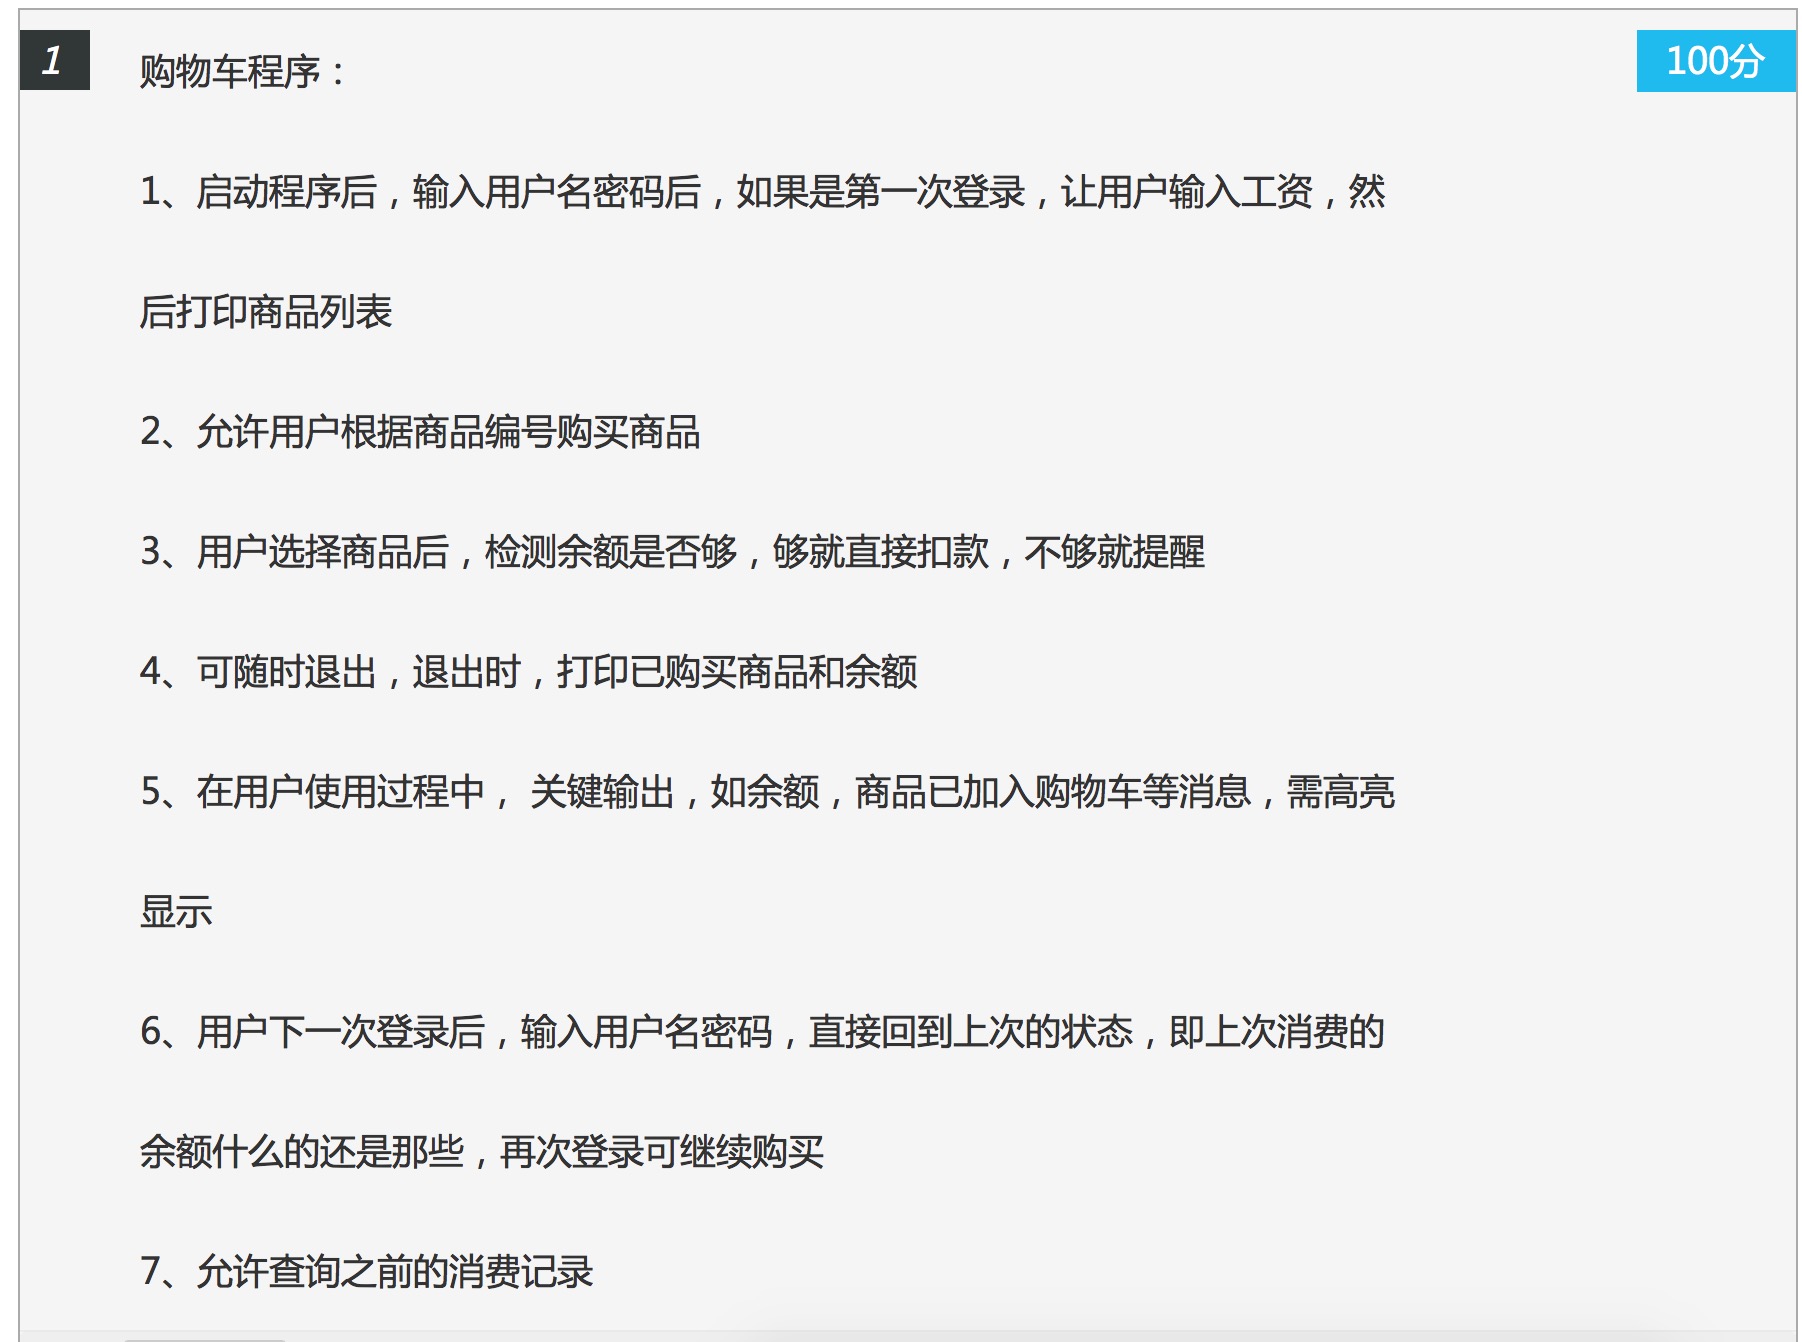 1
100分
购物车程序：
1、启动程序后，输入用户名密码后，如果是第一次登录，让用户输入工资，然
后打印商品列表
2、允许用户根据商品编号购买商品
3、用户选择商品后，检测余额是否够，够就直接扣款，不够就提醒
4、可随时退出，退出时，打印已购买商品和余额
5、在用户使用过程中， 关键输出，如余额，商品已加入购物车等消息，需高亮
显示
6、用户下一次登录后，输入用户名密码，直接回到上次的状态，即上次消费的
余额什么的还是那些，再次登录可继续购买
7、允许查询之前的消费记录